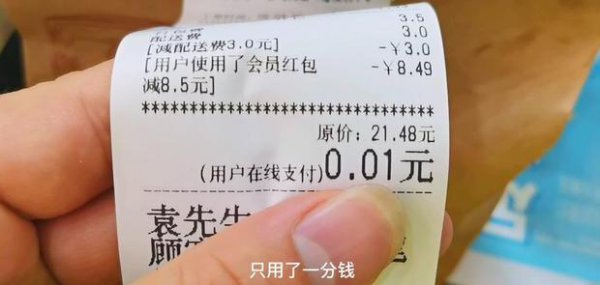 3.5
配送费 3.0
[减配送费3.0元] -￥3.0
[用户使用了会员红包 -￥8.49
减8.5元]
********************************
原价: 21.48元
(用户在线支付)0.01元
袁先生
顾客
只用了一分钱